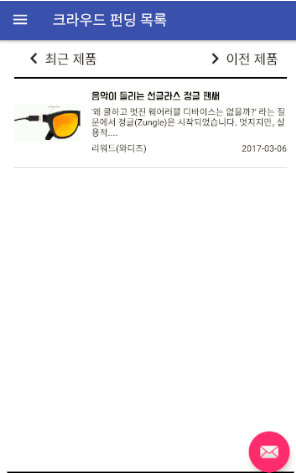 크라우드 펀딩 목록
최근 제품 이전 제품
음악이 들리는 선글라스 정글 팬써
'왜 쿨하고 멋진 웨어러블 디바이스는 없을까?' 라는 질
문에서 정글(Zungle)은 시작되었습니다. 멋지지만, 실
용적....
리워드(와디즈) 2017-03-06